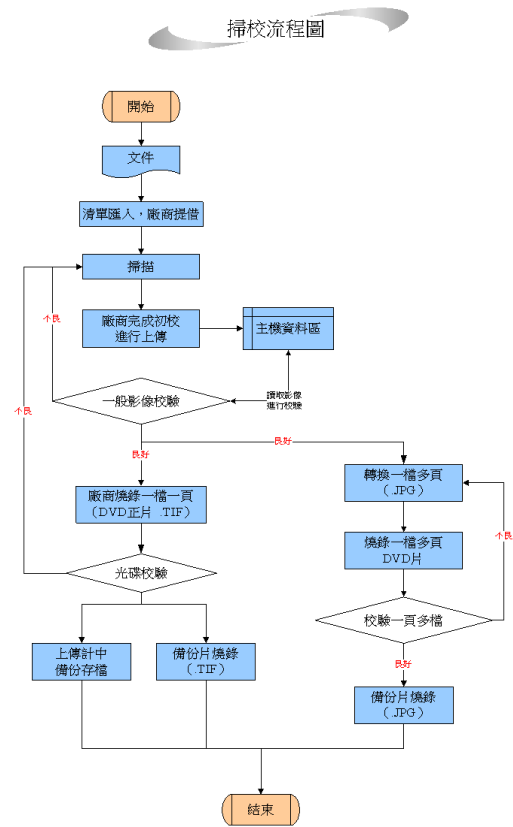 掃校流程圖
開始
文件
清單匯入，廠商提借
掃描
不良
廠商完成初校
進行上傳
主機資料區
不良
讀取影像
進行校驗
一般影像校驗
良好
良好
廠商燒錄一檔一頁
（DVD正片 .TIF）
轉換一檔多頁
（.JPG）
不良
燒錄一檔多頁
DVD片
光碟校驗
校驗一頁多檔
良好
上傳計中
備份存檔
備份片燒錄
（.TIF）
備份片燒錄
（.JPG）
結束